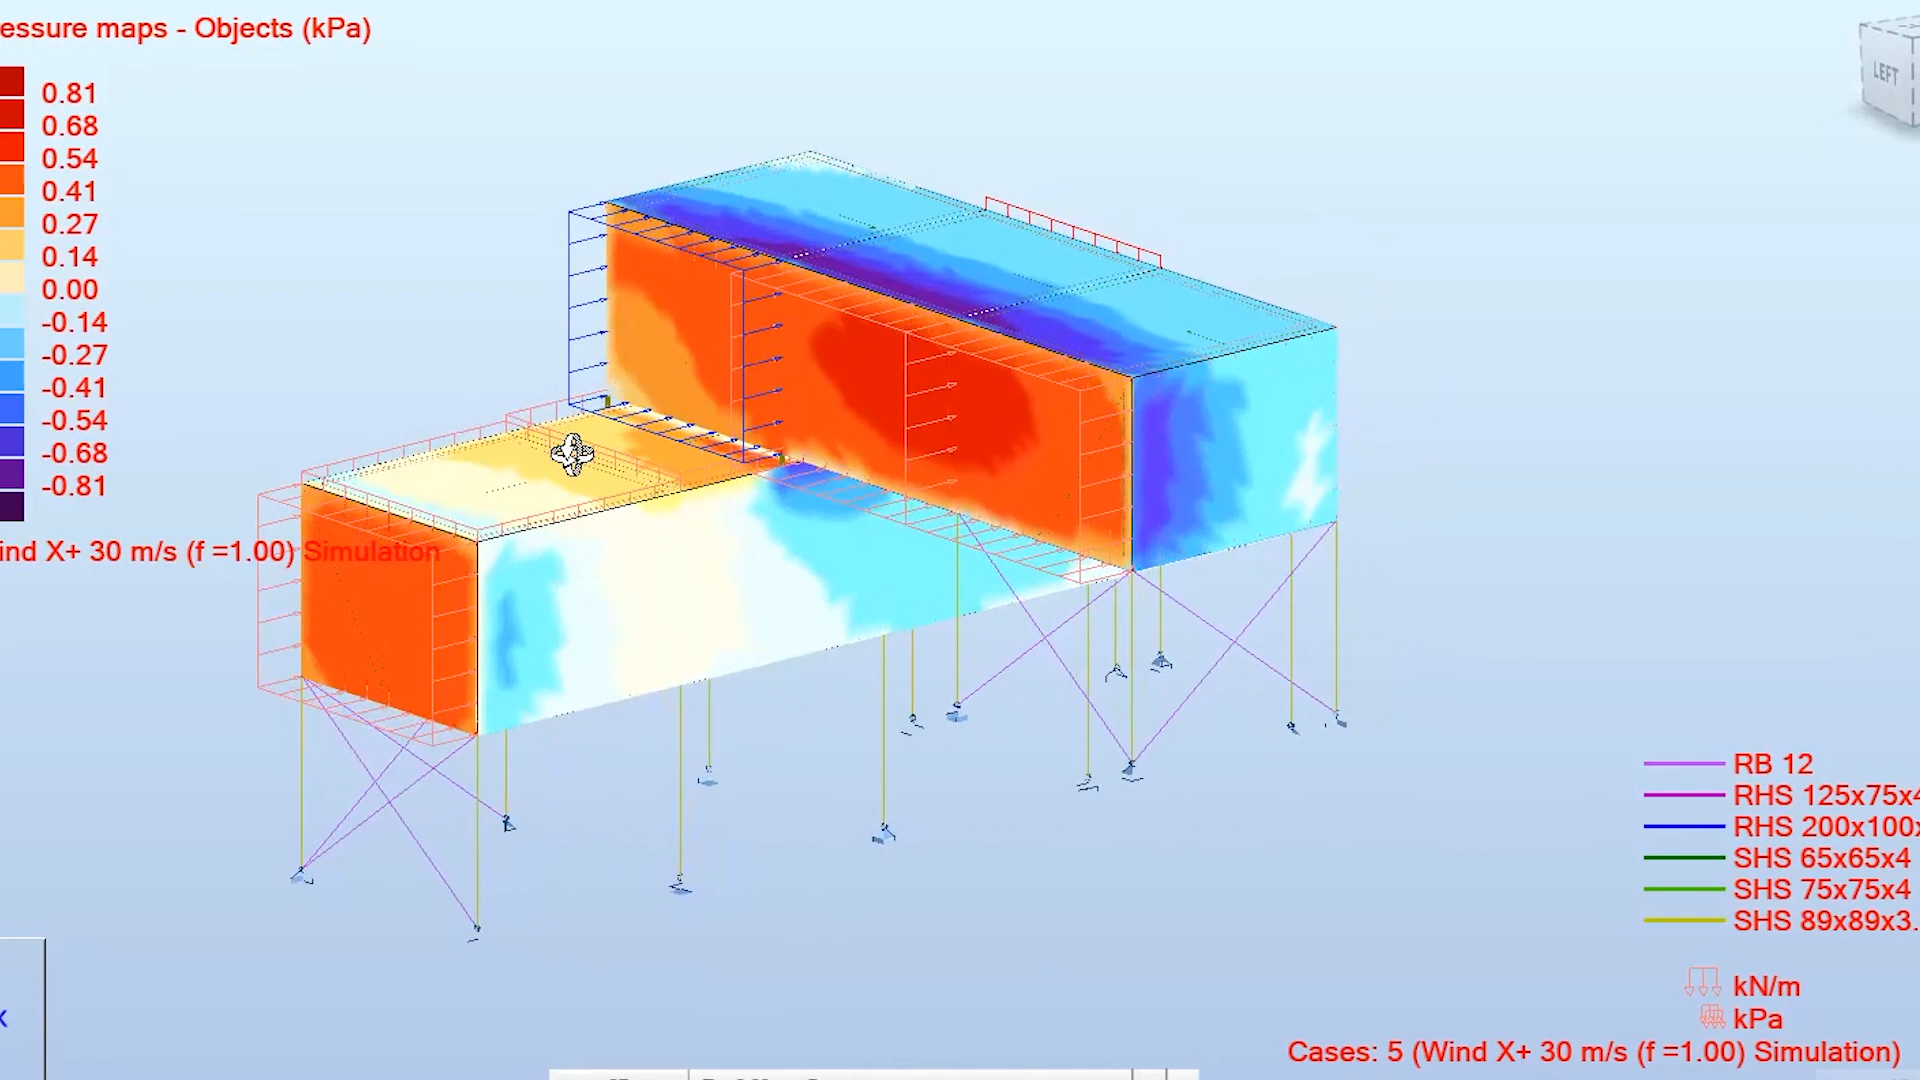 essure maps - Objects (kPa)
0.81
0.68
0.54
0.41
0.27
0.14
0.00
-0.14
-0.27
-0.41
-0.54
-0.68
-0.81
ind X+ 30 m/s (f =1.00) Simulation
LEFT
RB 12
RHS 125x75x4
RHS 200x100x
SHS 65x65x4
SHS 75x75x4
SHS 89x89x3.
kN/m
kPa
Cases: 5 (Wind X+ 30 m/s (f =1.00) Simulation)
X